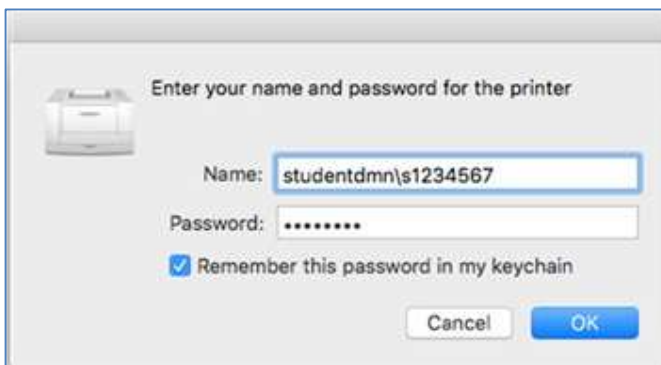 Enter your name and password for the printer
Name: studentdmn\s1234567
Password: ••••••••
Remember this password in my keychain
Cancel OK